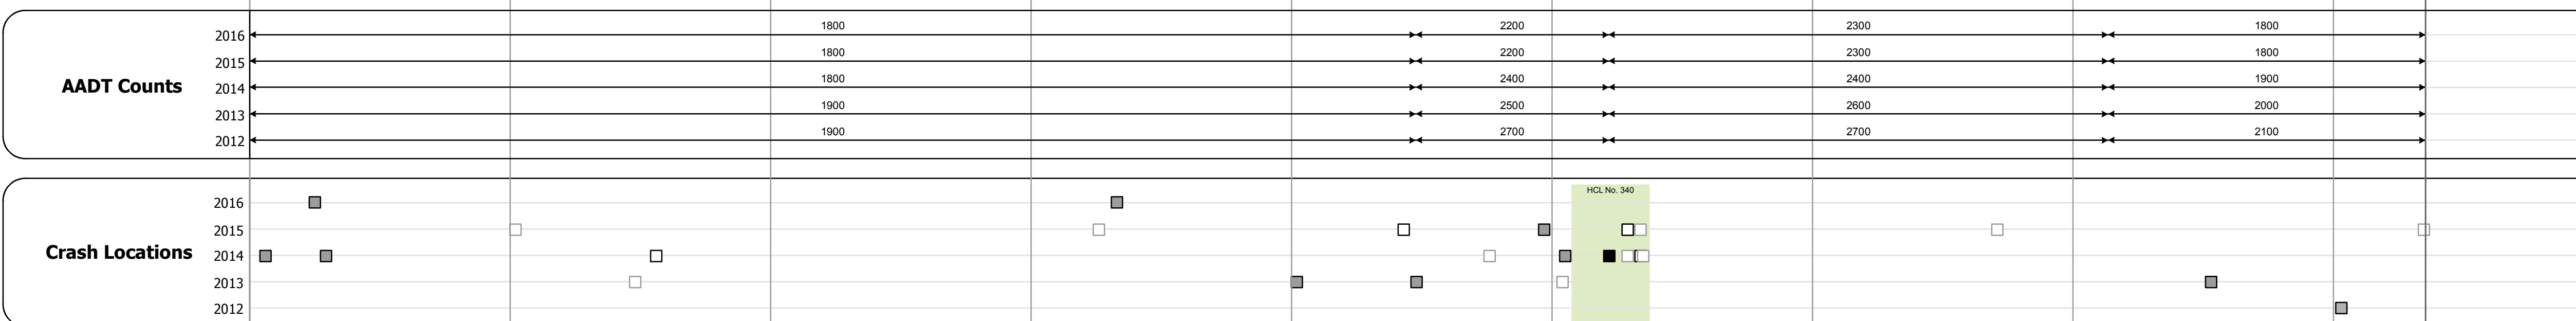 AADT Counts
2016 1800 2200 2300 1800
2015 1800 2200 2300 1800
2014 1800 2400 2400 1900
2013 1900 2500 2600 2000
2012 1900 2700 2700 2100
Crash Locations
HCL No. 340
2016
2015
2014
2013
2012